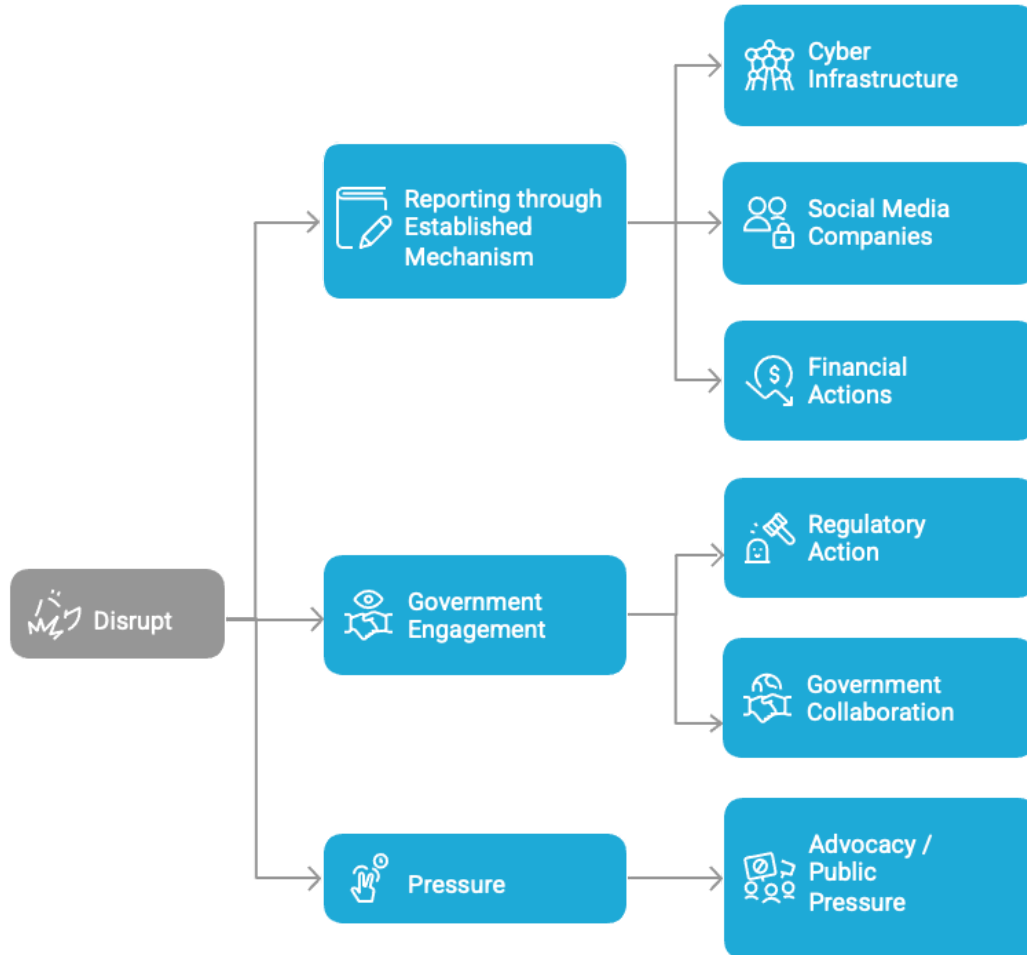 Cyber
Infrastructure
Reporting through
Established
Mechanism
Social Media
Companies
Financial
Actions
Regulatory
Action
Disrupt
Government
Engagement
Government
Collaboration
Pressure
Advocacy /
Public
Pressure